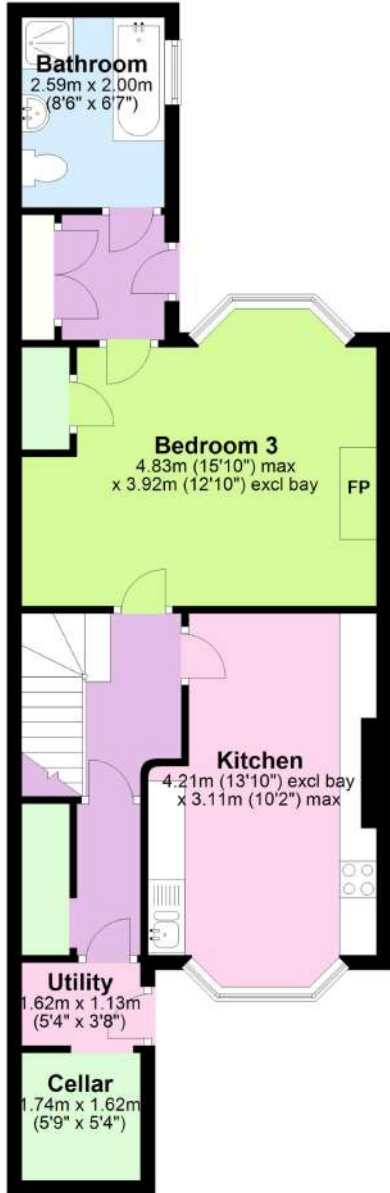 Bathroom
2.59m x 2.00m
(8'6" x 6'7")
Bedroom 3
4.83m (15'10") max
x 3.92m (12'10") excl bay
FP
Kitchen
4.21m (13'10") excl bay
x 3.11m (10'2") max
Utility
1.62m x 1.13m
(5'4" x 3'8")
Cellar
1.74m x 1.62m
(5'9" x 5'4")